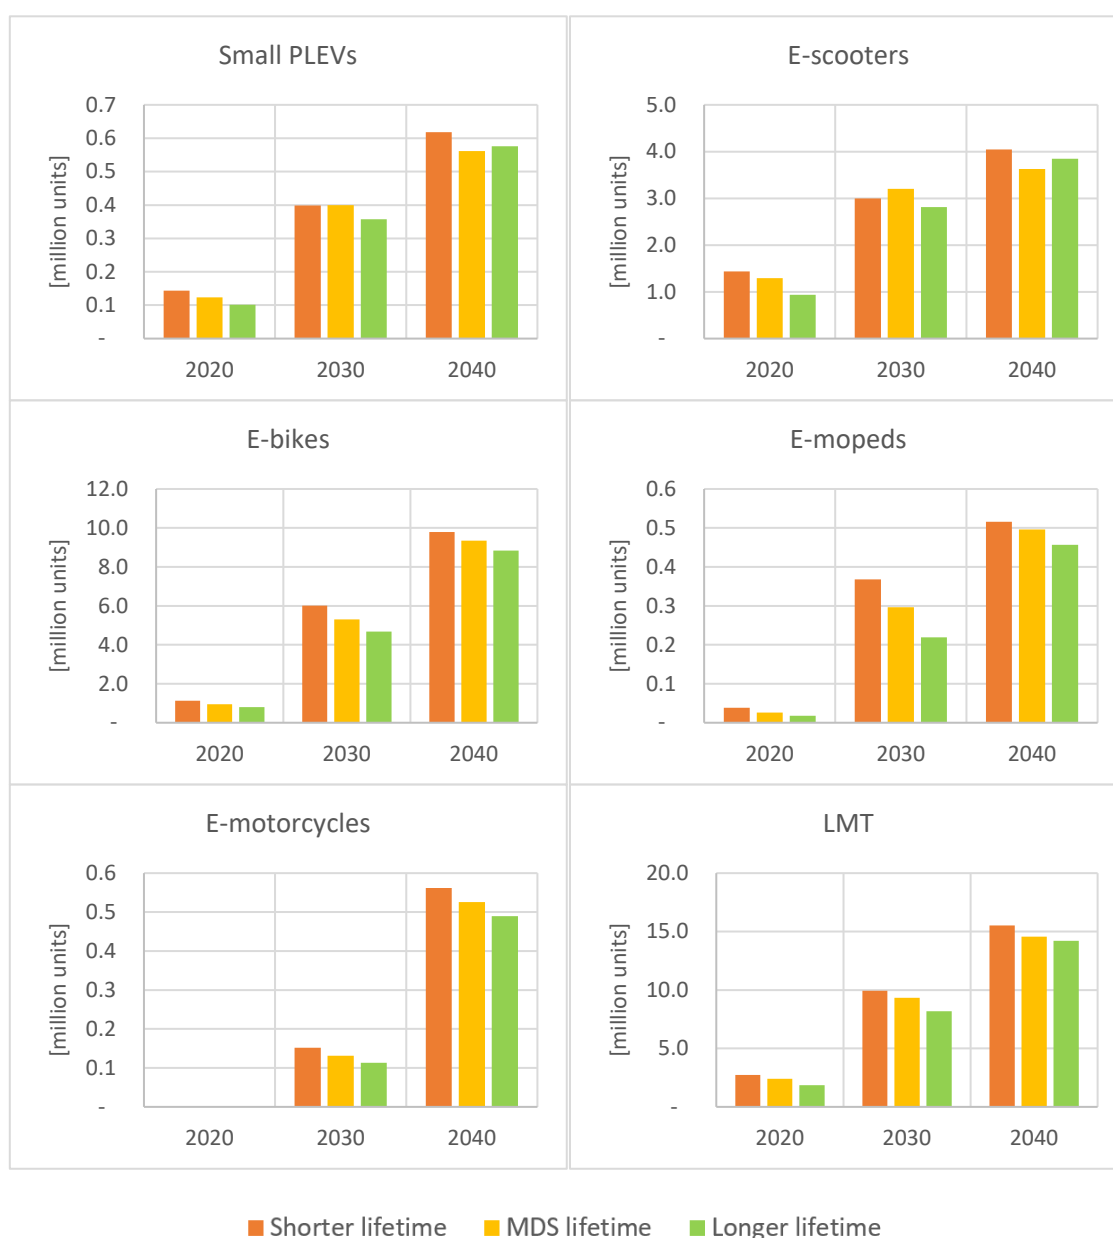 Small PLEVs
[million units]
0.7
0.6
0.5
0.4
0.3
0.2
0.1
-
2020 2030 2040
E-scooters
[million units]
5.0
4.0
3.0
2.0
1.0
-
2020 2030 2040
E-bikes
[million units]
12.0
10.0
8.0
6.0
4.0
2.0
-
2020 2030 2040
E-mopeds
[million units]
0.6
0.5
0.4
0.3
0.2
0.1
-
2020 2030 2040
E-motorcycles
[million units]
0.6
0.5
0.4
0.3
0.2
0.1
-
2020 2030 2040
LMT
[million units]
20.0
15.0
10.0
5.0
-
2020 2030 2040
Shorter lifetime MDS lifetime Longer lifetime